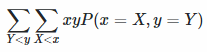 ∑ ∑ xyP(x = X, y = Y)
Y<y X<x